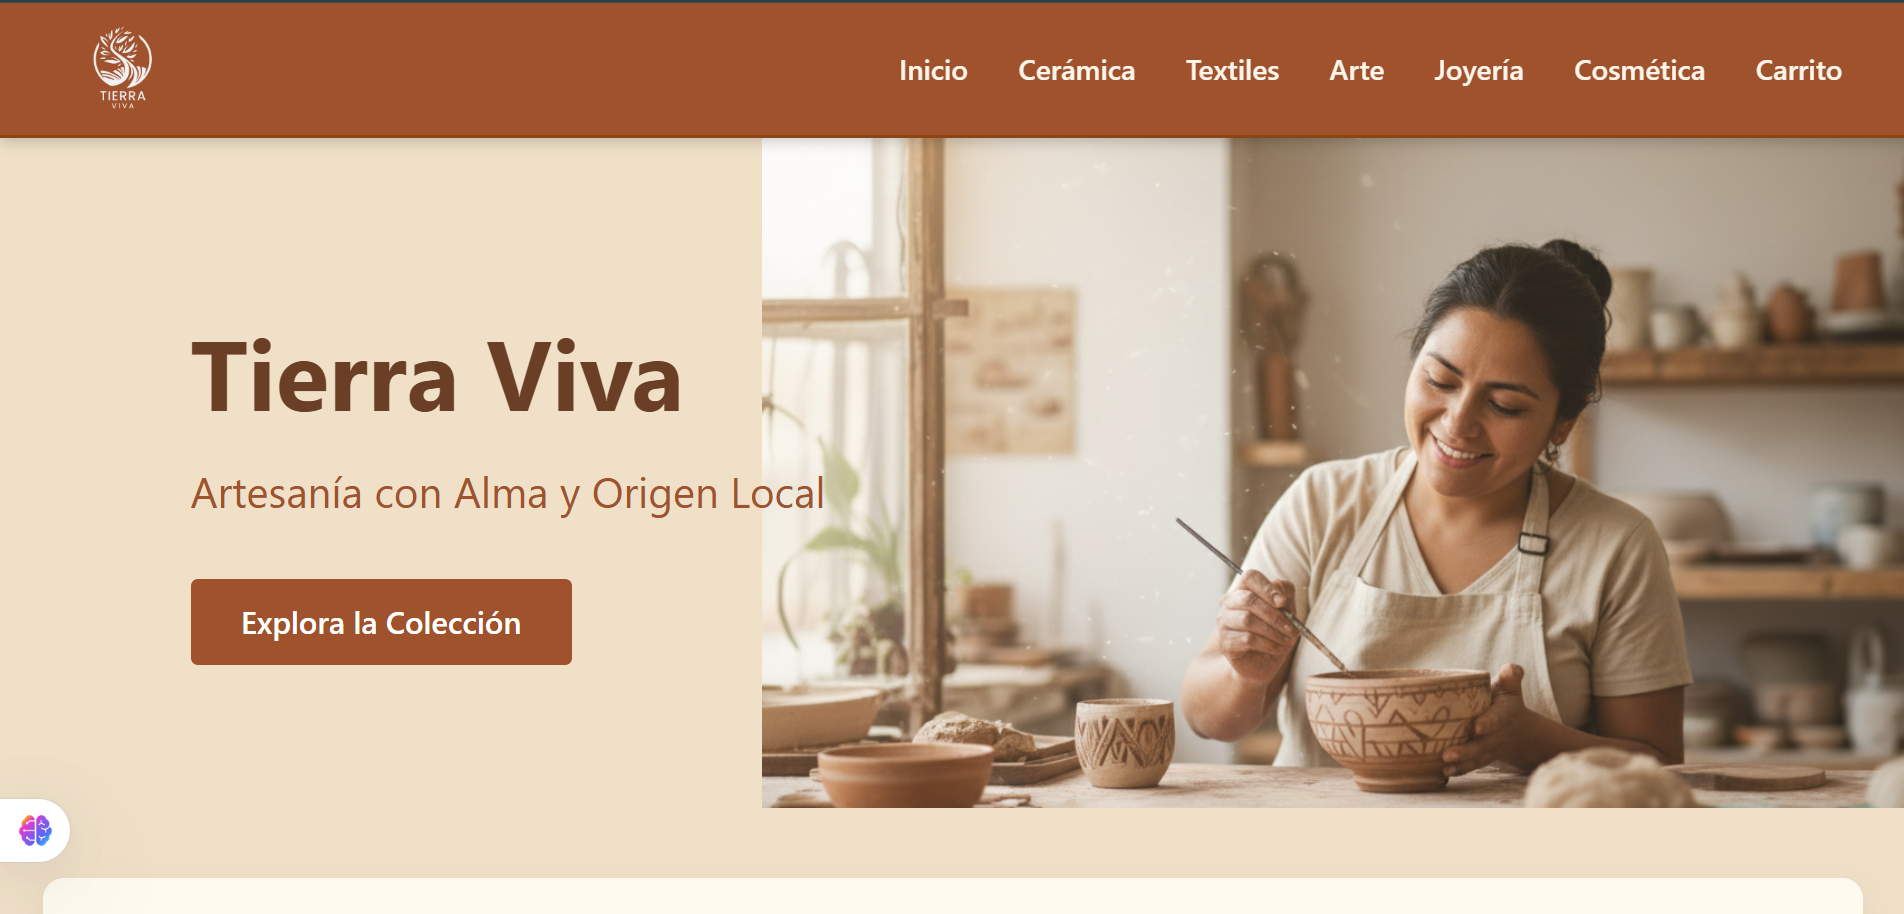 TIERRA
VIVA
Inicio Cerámica Textiles Arte Joyería Cosmética Carrito
Tierra Viva
Artesanía con Alma y Origen Local
Explora la Colección